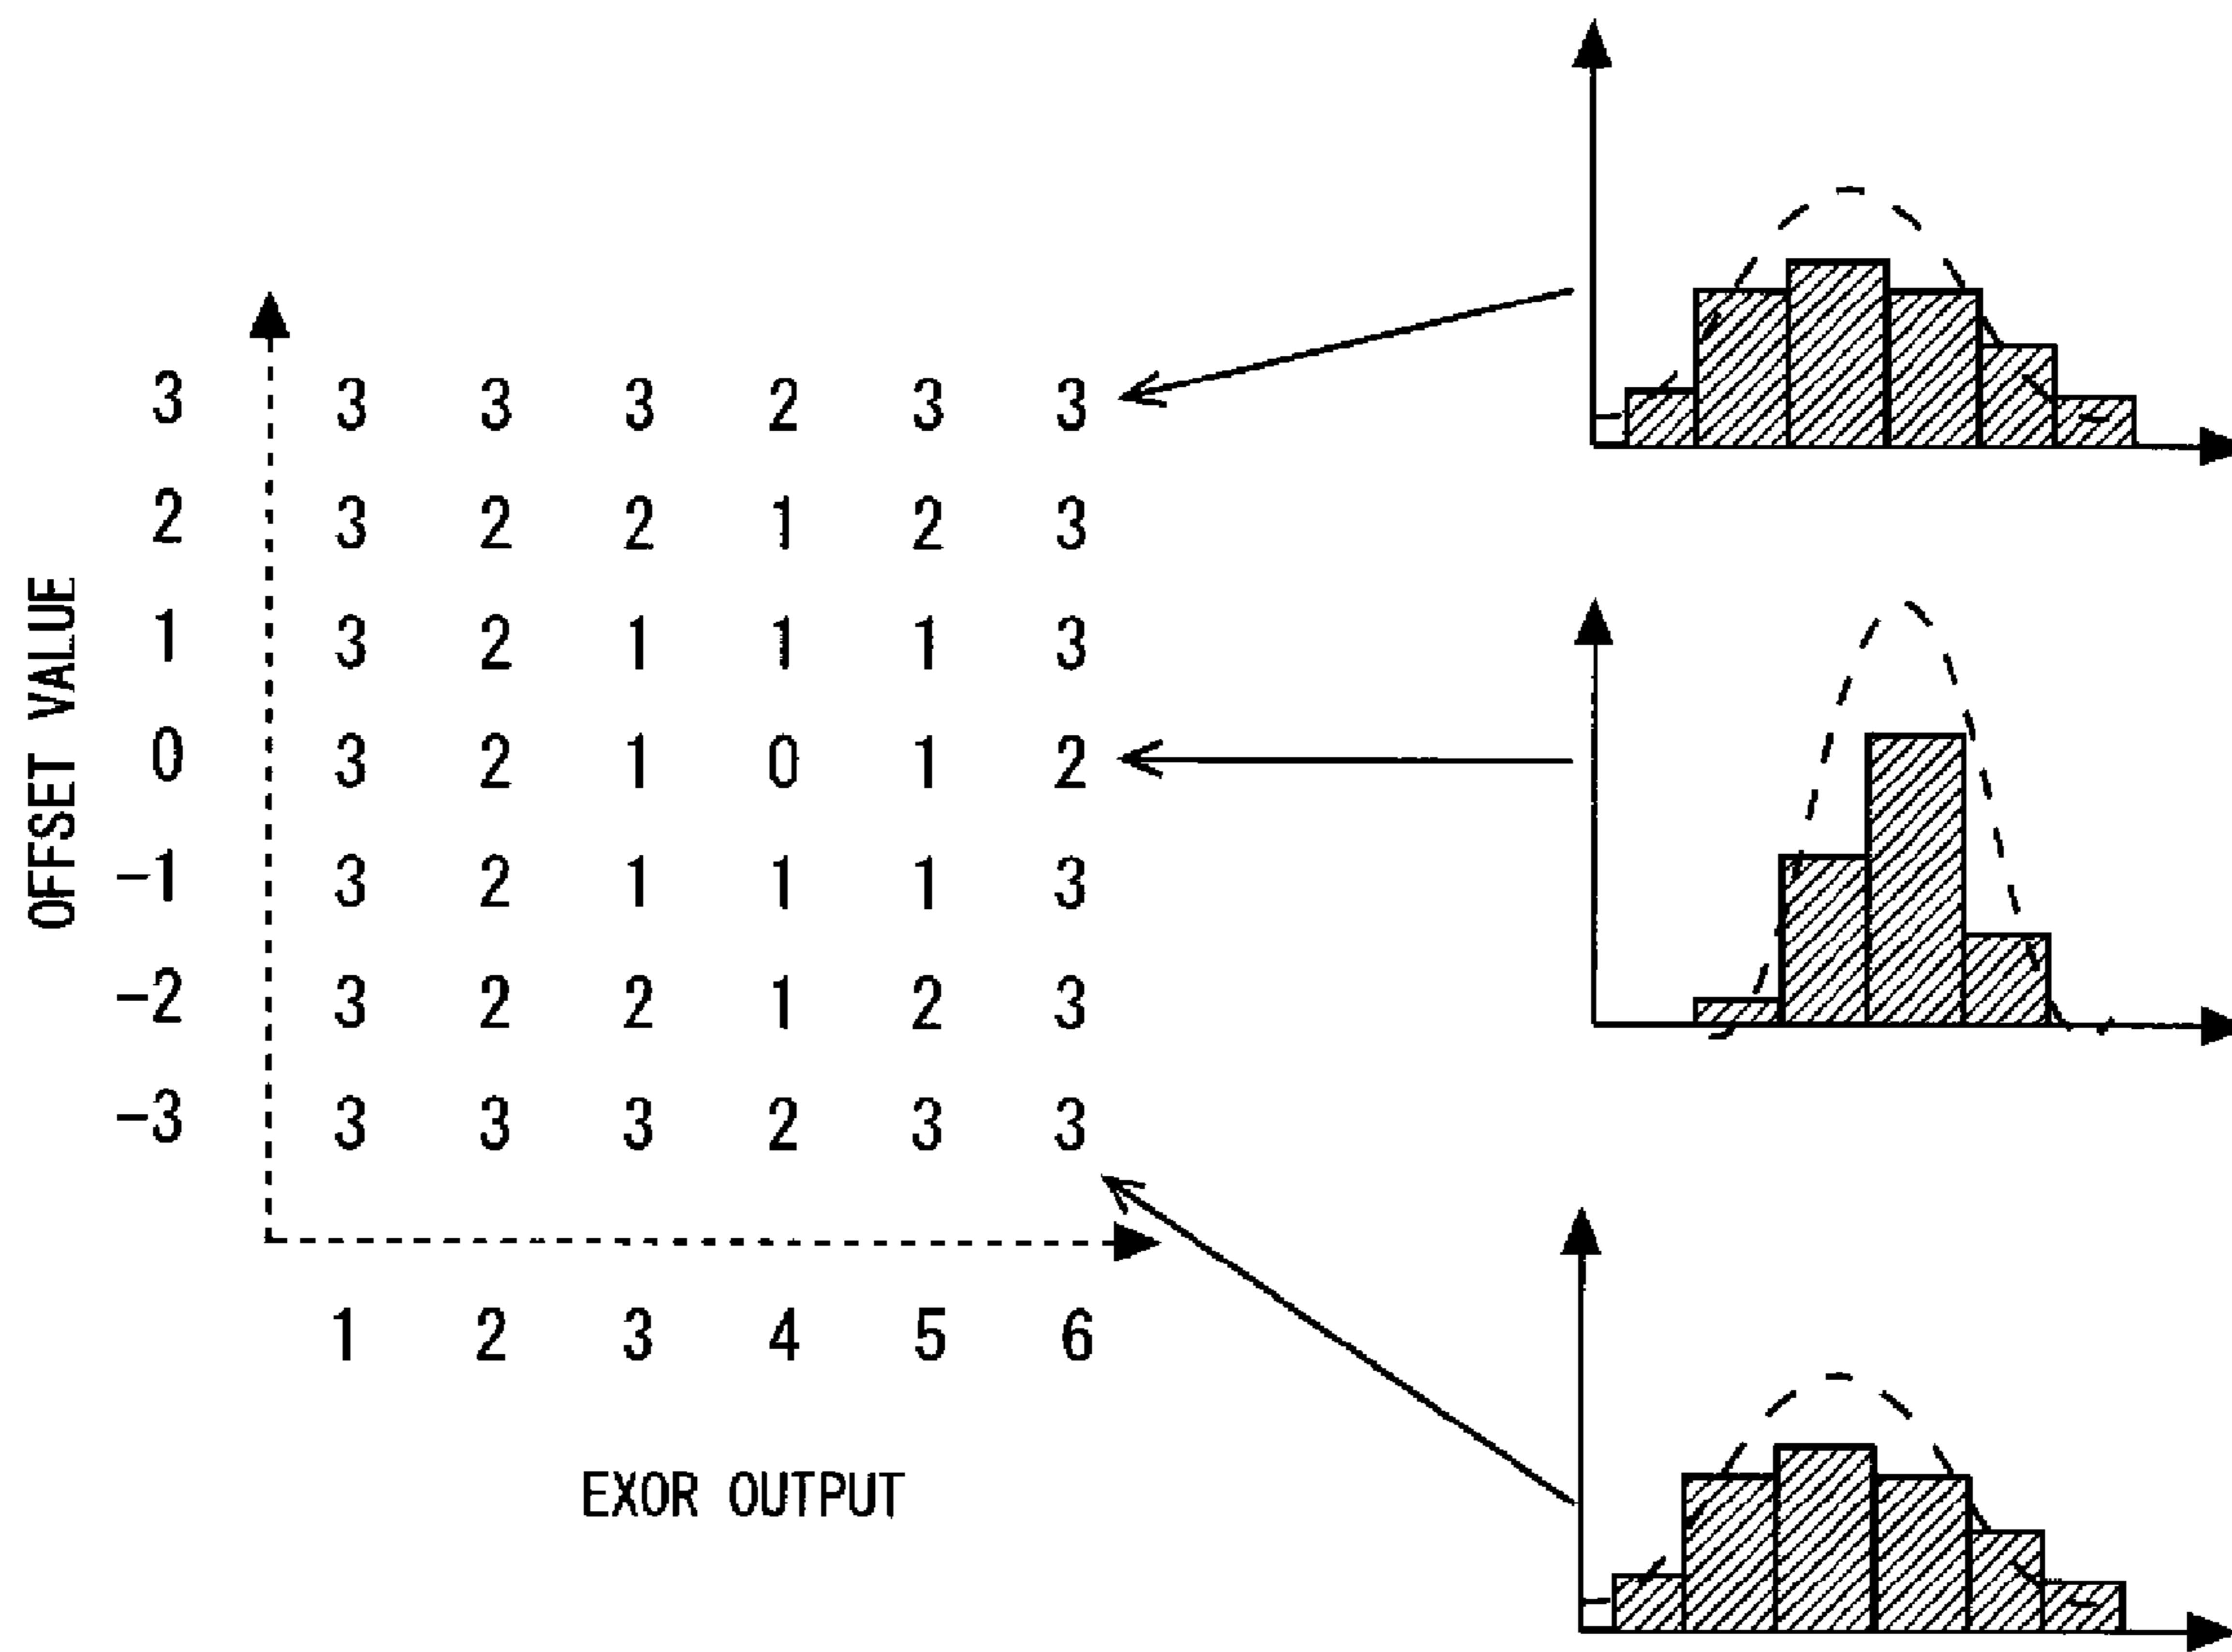 OFFSET VALUE
3 3 3 3 2 3 3
2 3 2 2 1 2 3
1 3 2 1 1 1 3
0 3 2 1 0 1 2
-1 3 2 1 1 1 3
-2 3 2 2 1 2 3
-3 3 3 3 2 3 3
1 2 3 4 5 6
EXOR OUTPUT